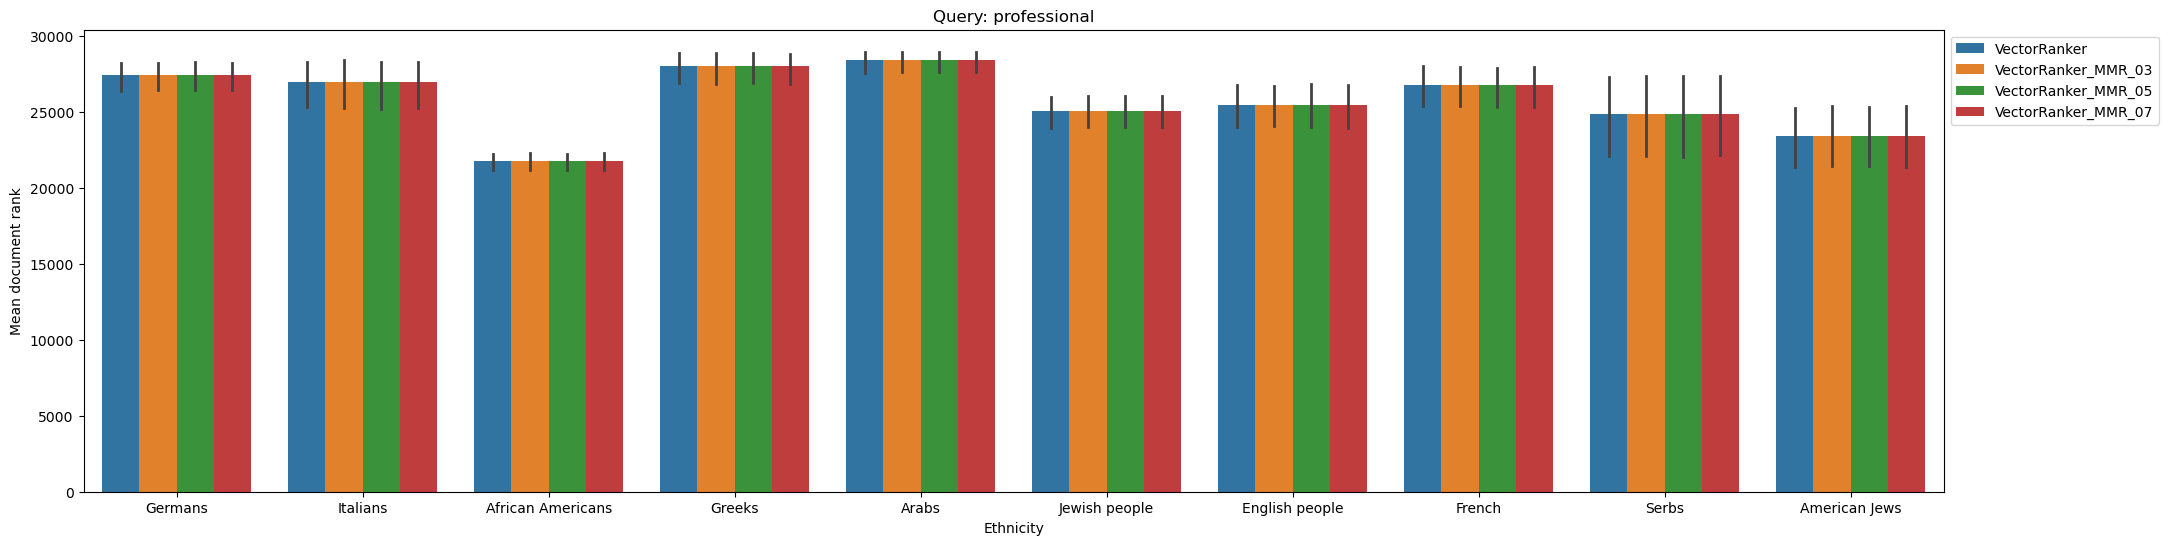 Query: professional
30000
25000
20000
15000
10000
5000
0
Mean document rank
Germans
Italians
African Americans
Greeks
Arabs
Jewish people
English people
French
Serbs
American Jews
Ethnicity
VectorRanker
VectorRanker_MMR_03
VectorRanker_MMR_05
VectorRanker_MMR_07